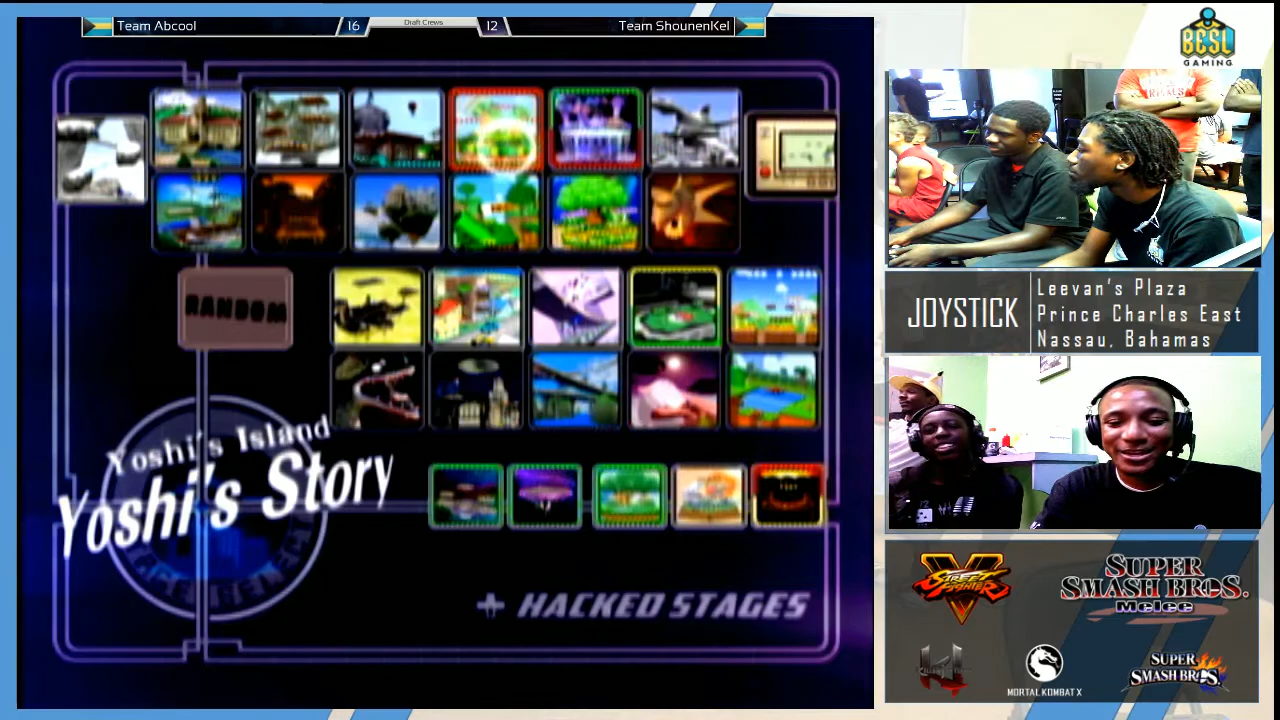 Team Abcool 16 Draft Crews 12 Team ShounenKel
BESL
GAMING
RANDOM
Yoshi's Island
Yoshi's Story
+ HACKED STAGES
JOYSTICK
Leevan's Plaza
Prince Charles East
Nassau, Bahamas
STREET FIGHTER V
SUPER
SMASH BROS.
Melee
MORTAL KOMBAT X
SUPER
SMASH BROS.